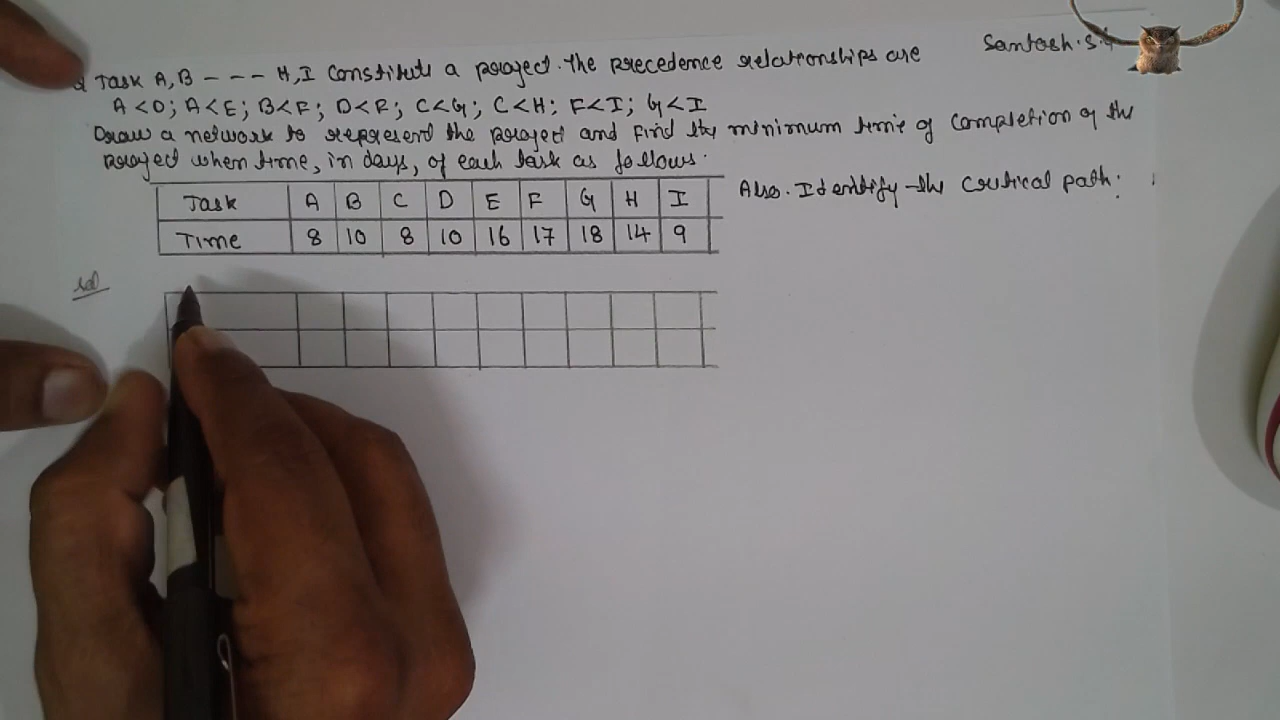 Q Task A, B - - - H, I Constitute a project. The precedence relationships are
Santosh.S.
A < D; A < E; B < F; D < F; C < G; C < H; F < I; G < I
Draw a network to represent the project and find the minimum time of completion of the
project when time, in days, of each task as follows.
Also. Identify the critical path.
Task A B C D E F G H I
Time 8 10 8 10 16 17 18 14 9
sol